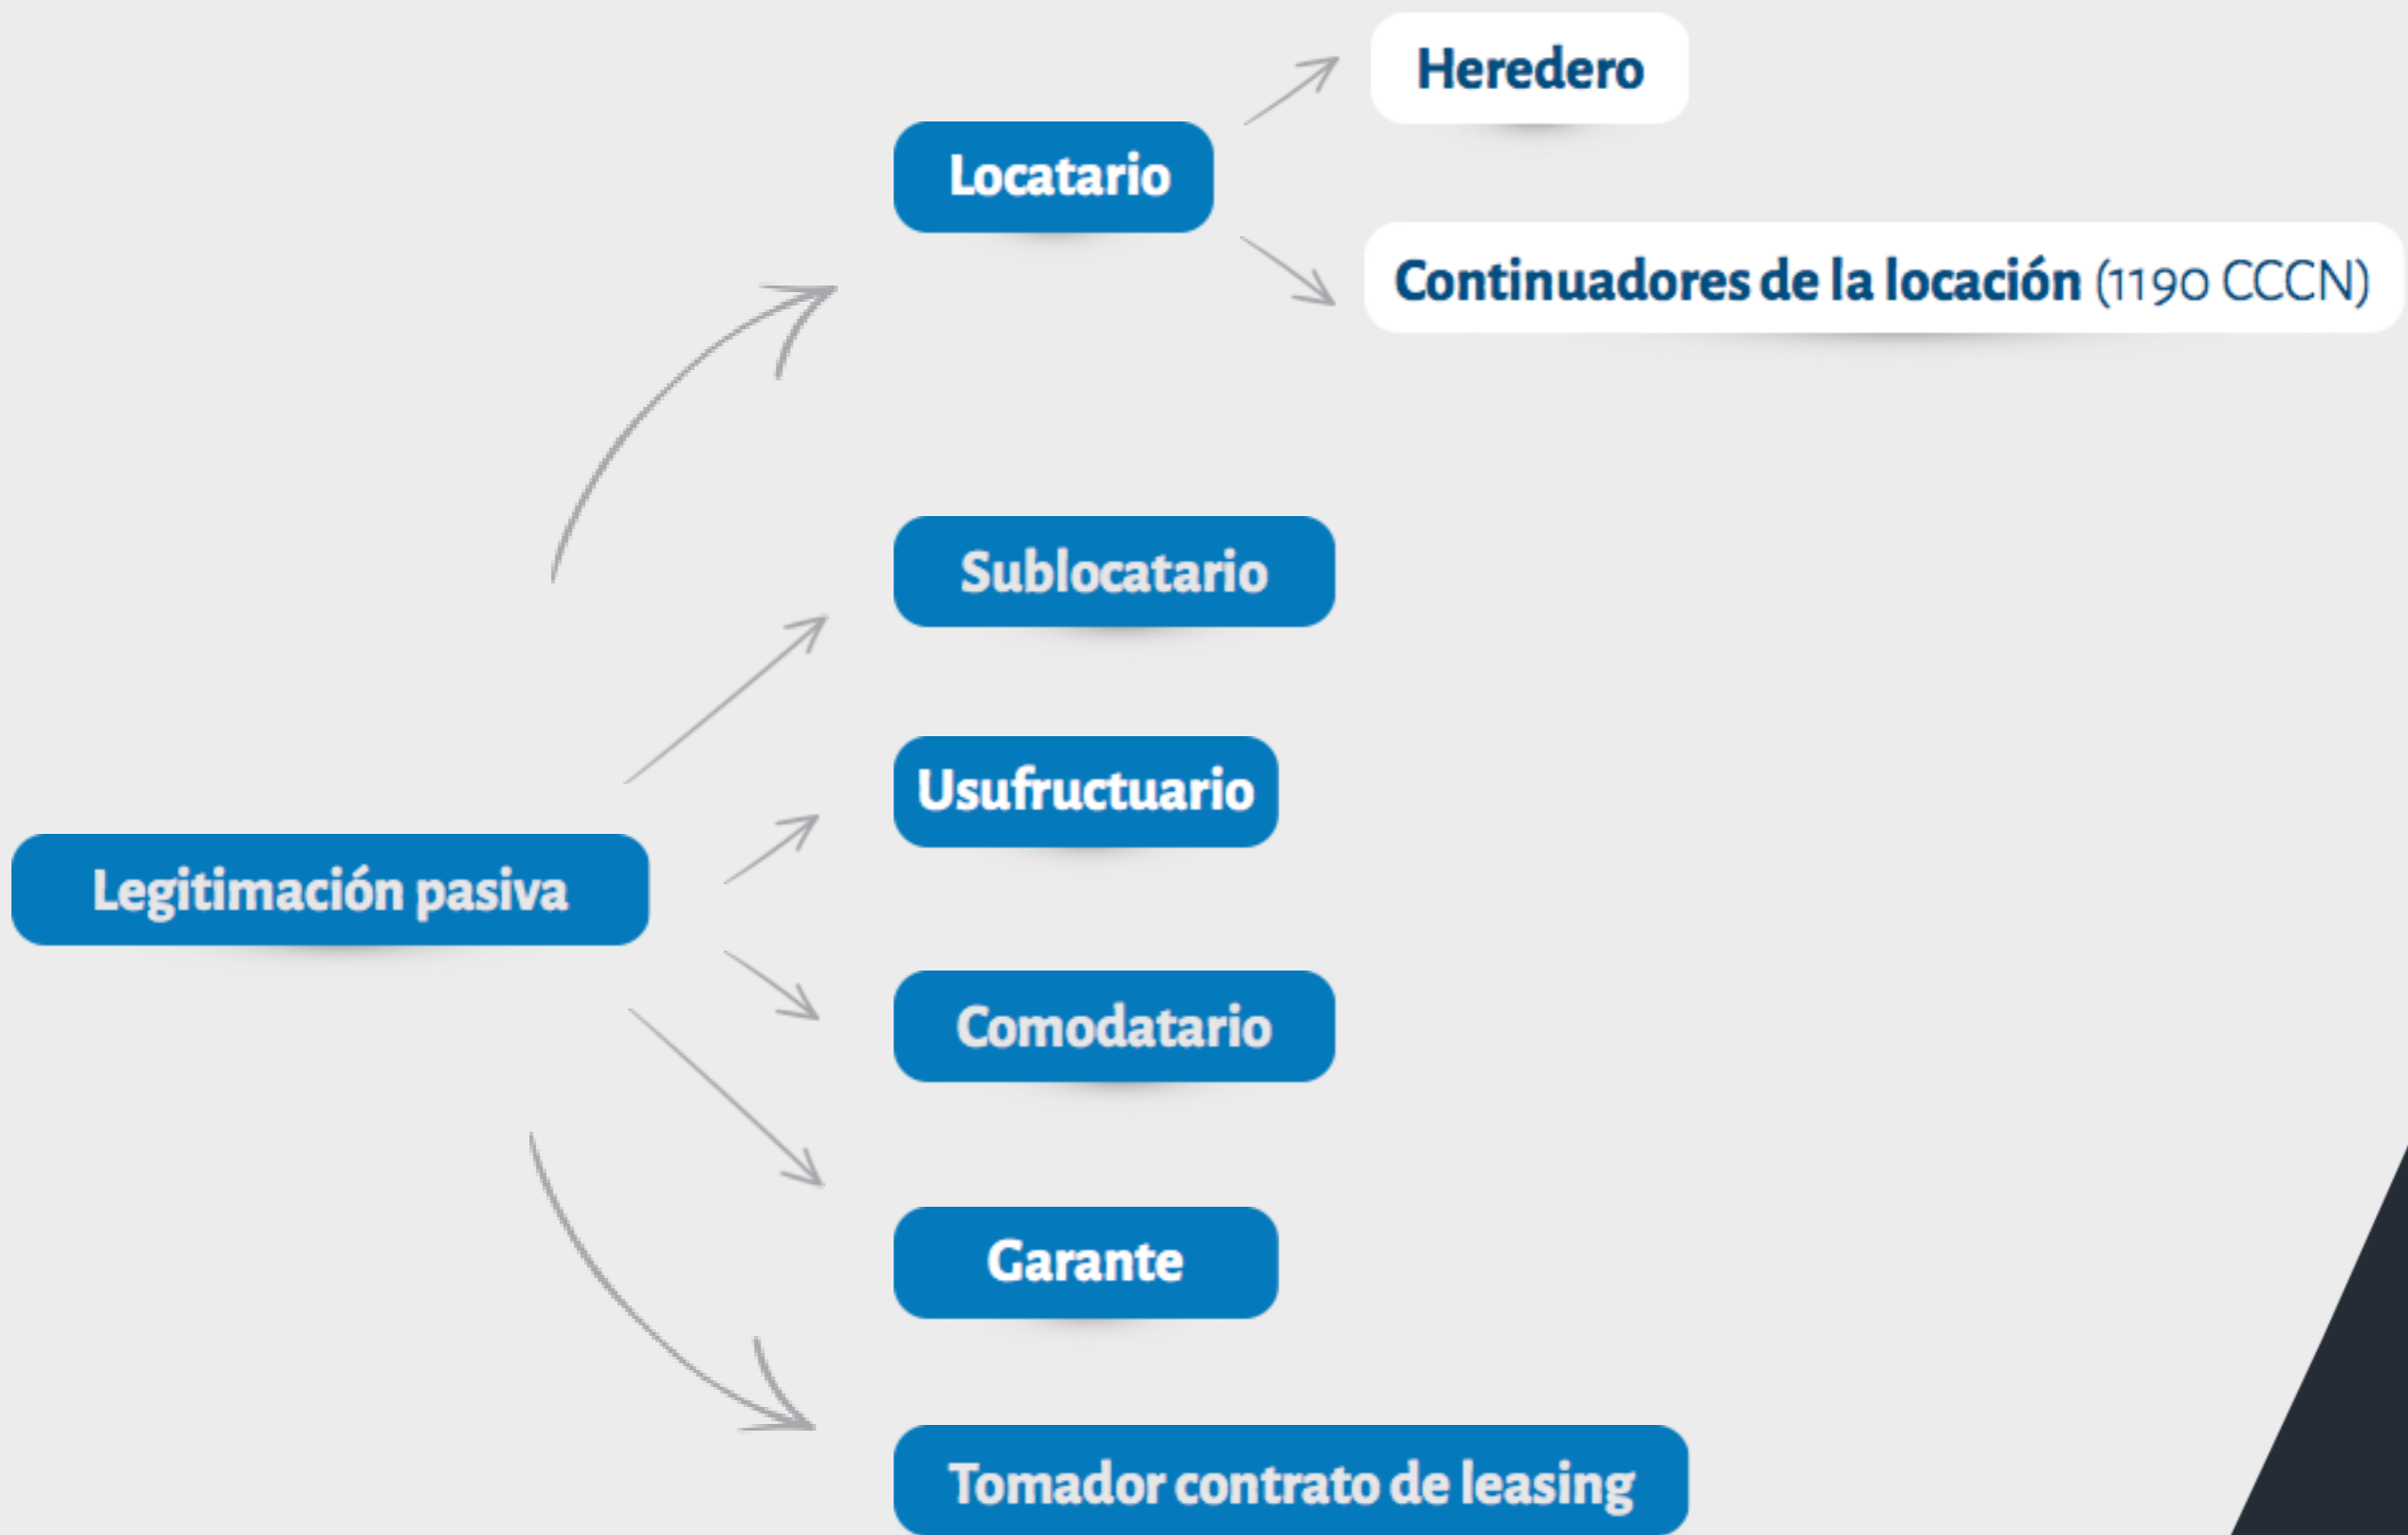 Legitimación pasiva
Locatario
Heredero
Continuadores de la locación (1190 CCCN)
Sublocatario
Usufructuario
Comodatario
Garante
Tomador contrato de leasing